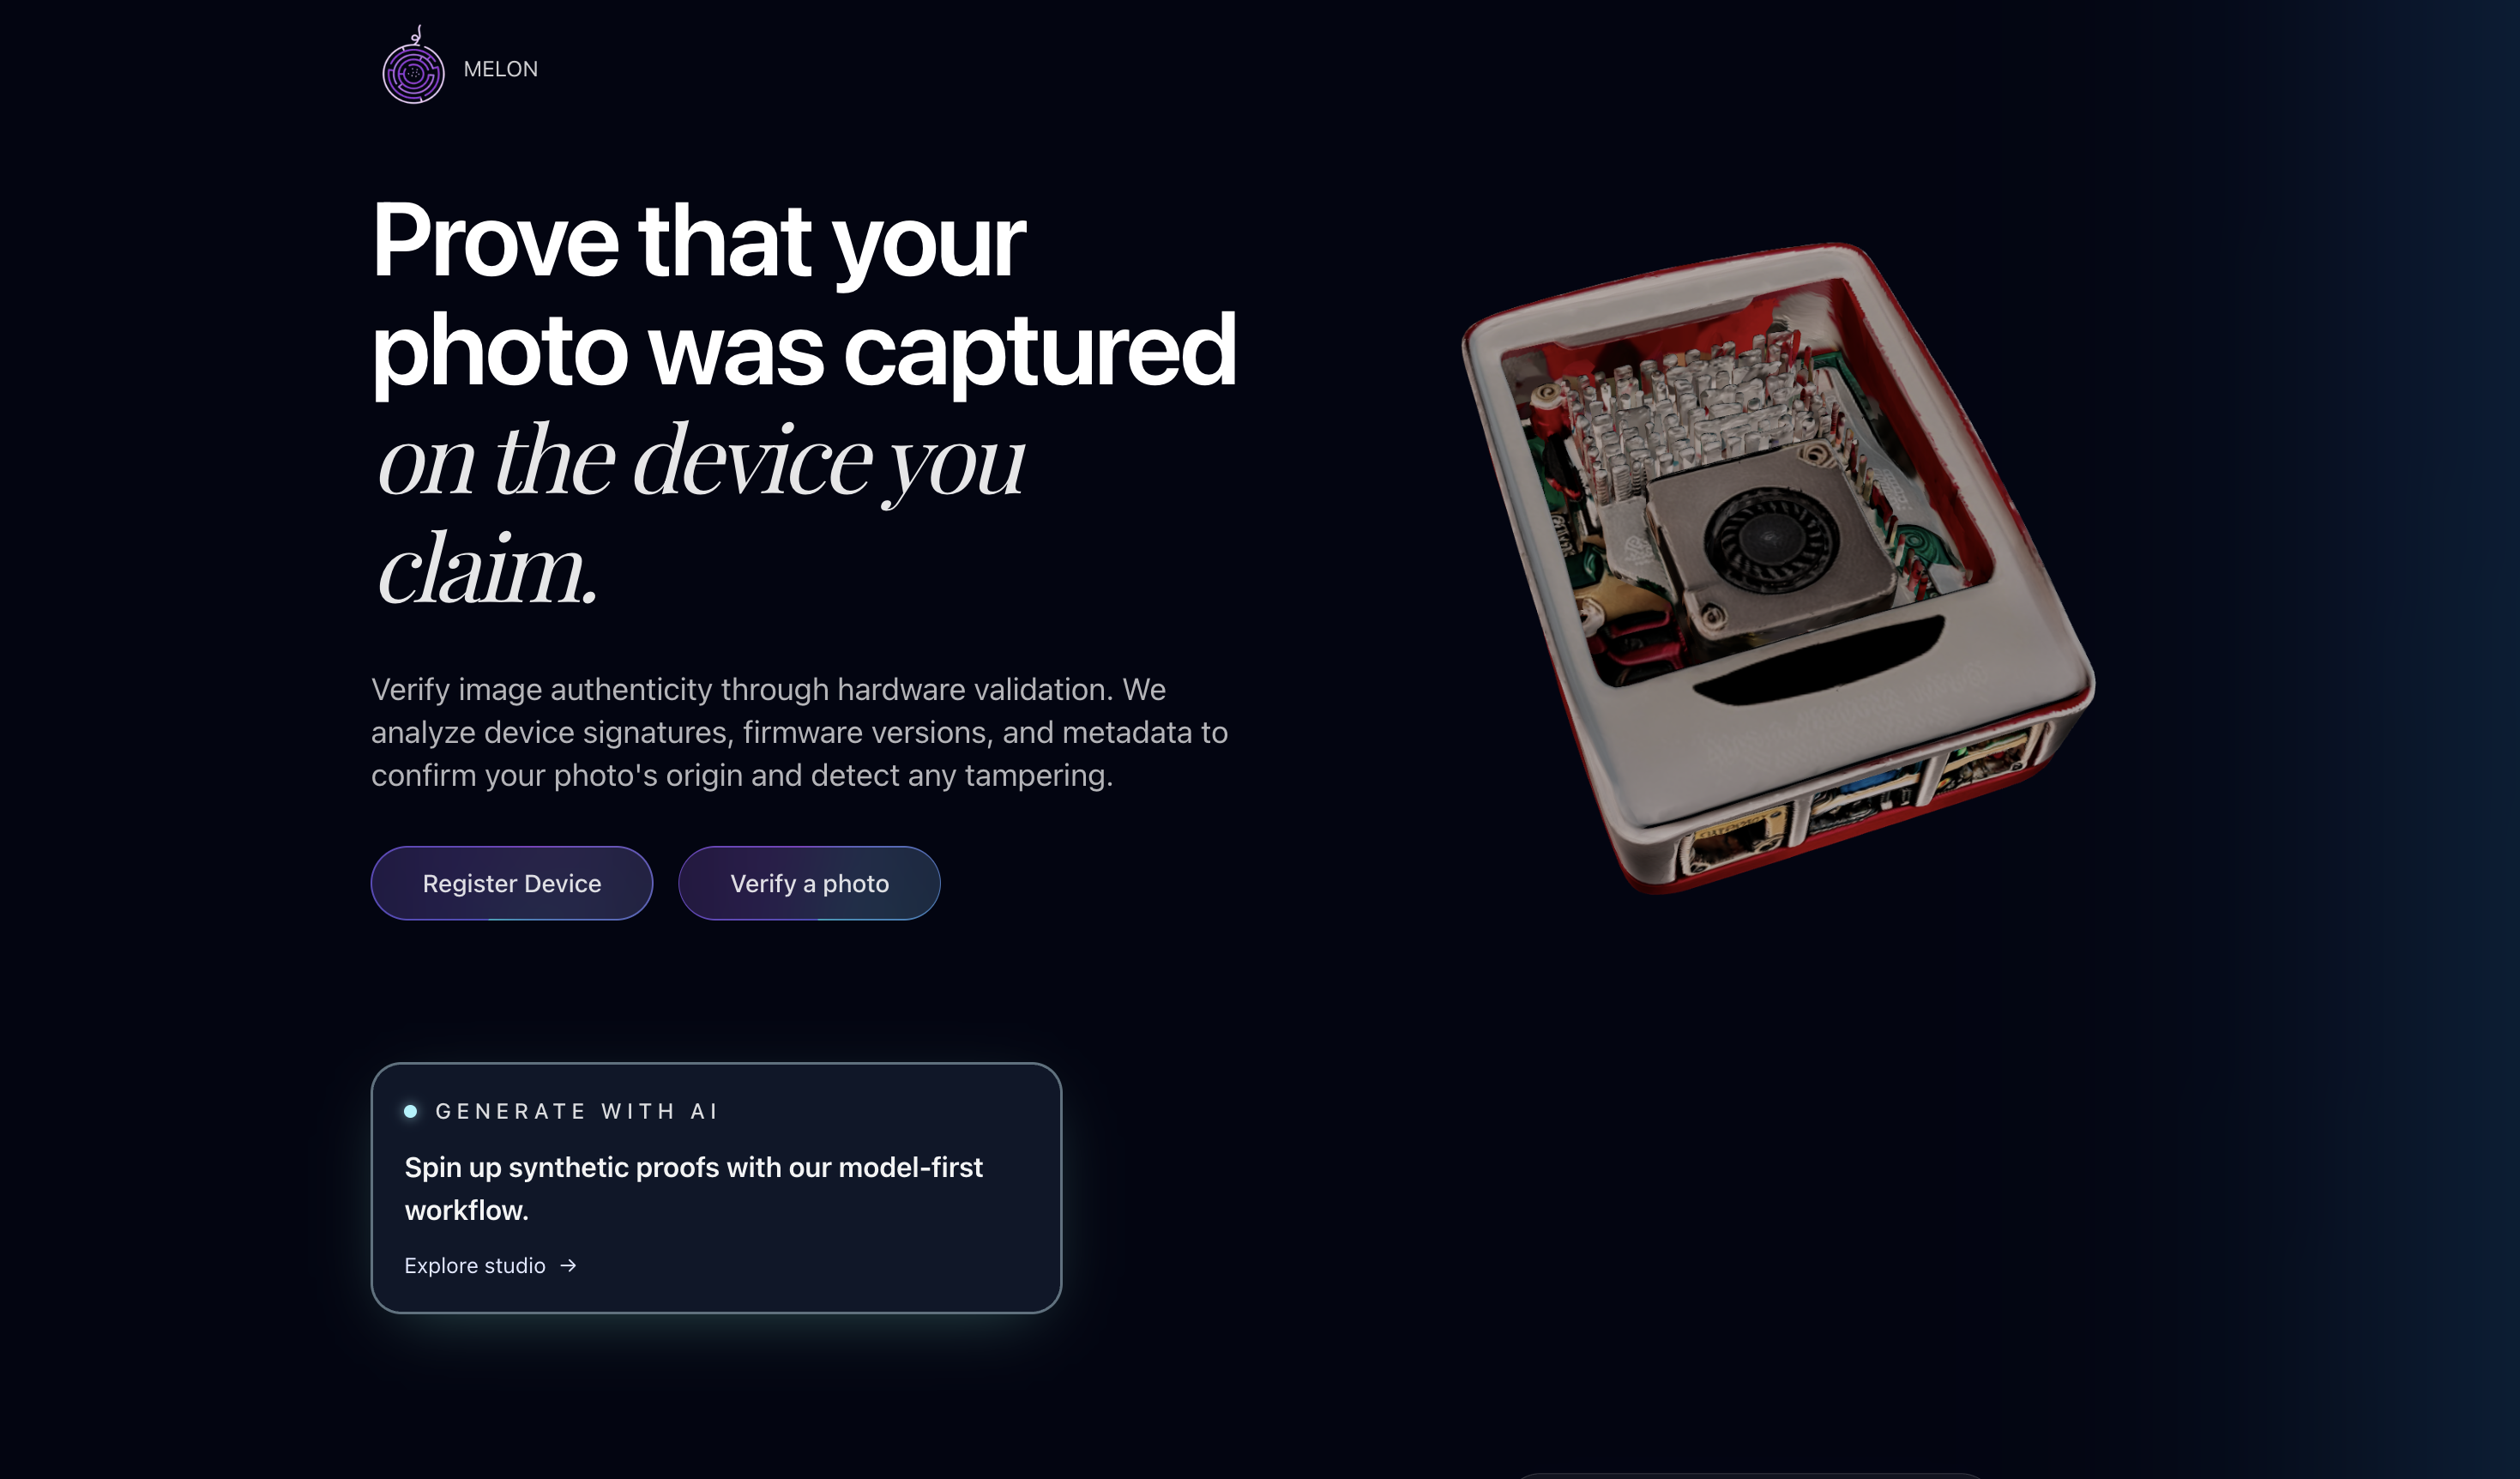 MELON
Prove that your
photo was captured
on the device you
claim.
Verify image authenticity through hardware validation. We
analyze device signatures, firmware versions, and metadata to
confirm your photo's origin and detect any tampering.
Register Device
Verify a photo
GENERATE WITH AI
Spin up synthetic proofs with our model-first
workflow.
Explore studio →